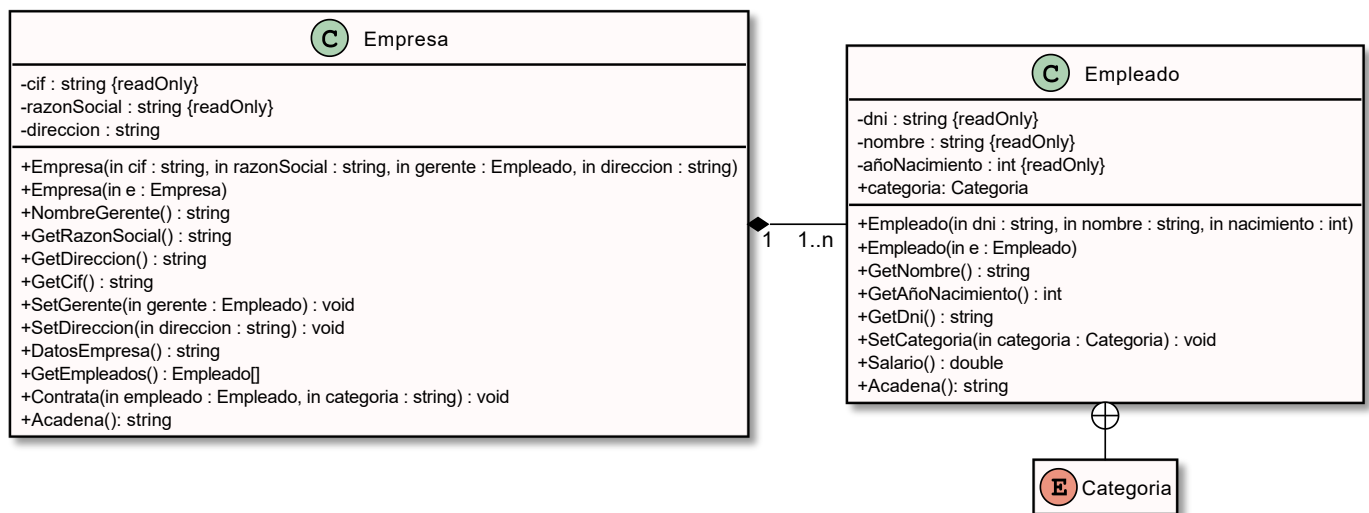 C Empresa
-cif : string {readOnly}
-razonSocial : string {readOnly}
-direccion : string
+Empresa(in cif : string, in razonSocial : string, in gerente : Empleado, in direccion : string)
+Empresa(in e : Empresa)
+NombreGerente() : string
+GetRazonSocial() : string
+GetDireccion() : string
+GetCif() : string
+SetGerente(in gerente : Empleado) : void
+SetDireccion(in direccion : string) : void
+DatosEmpresa() : string
+GetEmpleados() : Empleado[]
+Contrata(in empleado : Empleado, in categoria : string) : void
+Acadena(): string
1 1..n
C Empleado
-dni : string {readOnly}
-nombre : string {readOnly}
-añoNacimiento : int {readOnly}
+categoria: Categoria
+Empleado(in dni : string, in nombre : string, in nacimiento : int)
+Empleado(in e : Empleado)
+GetNombre() : string
+GetAñoNacimiento() : int
+GetDni() : string
+SetCategoria(in categoria : Categoria) : void
+Salario() : double
+Acadena(): string
E Categoria